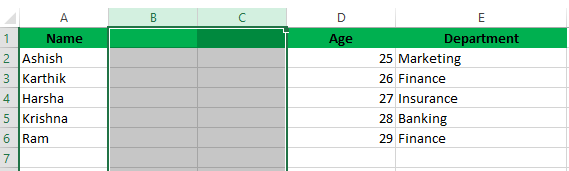 A B C D E
1 Name Age Department
2 Ashish 25 Marketing
3 Karthik 26 Finance
4 Harsha 27 Insurance
5 Krishna 28 Banking
6 Ram 29 Finance
7